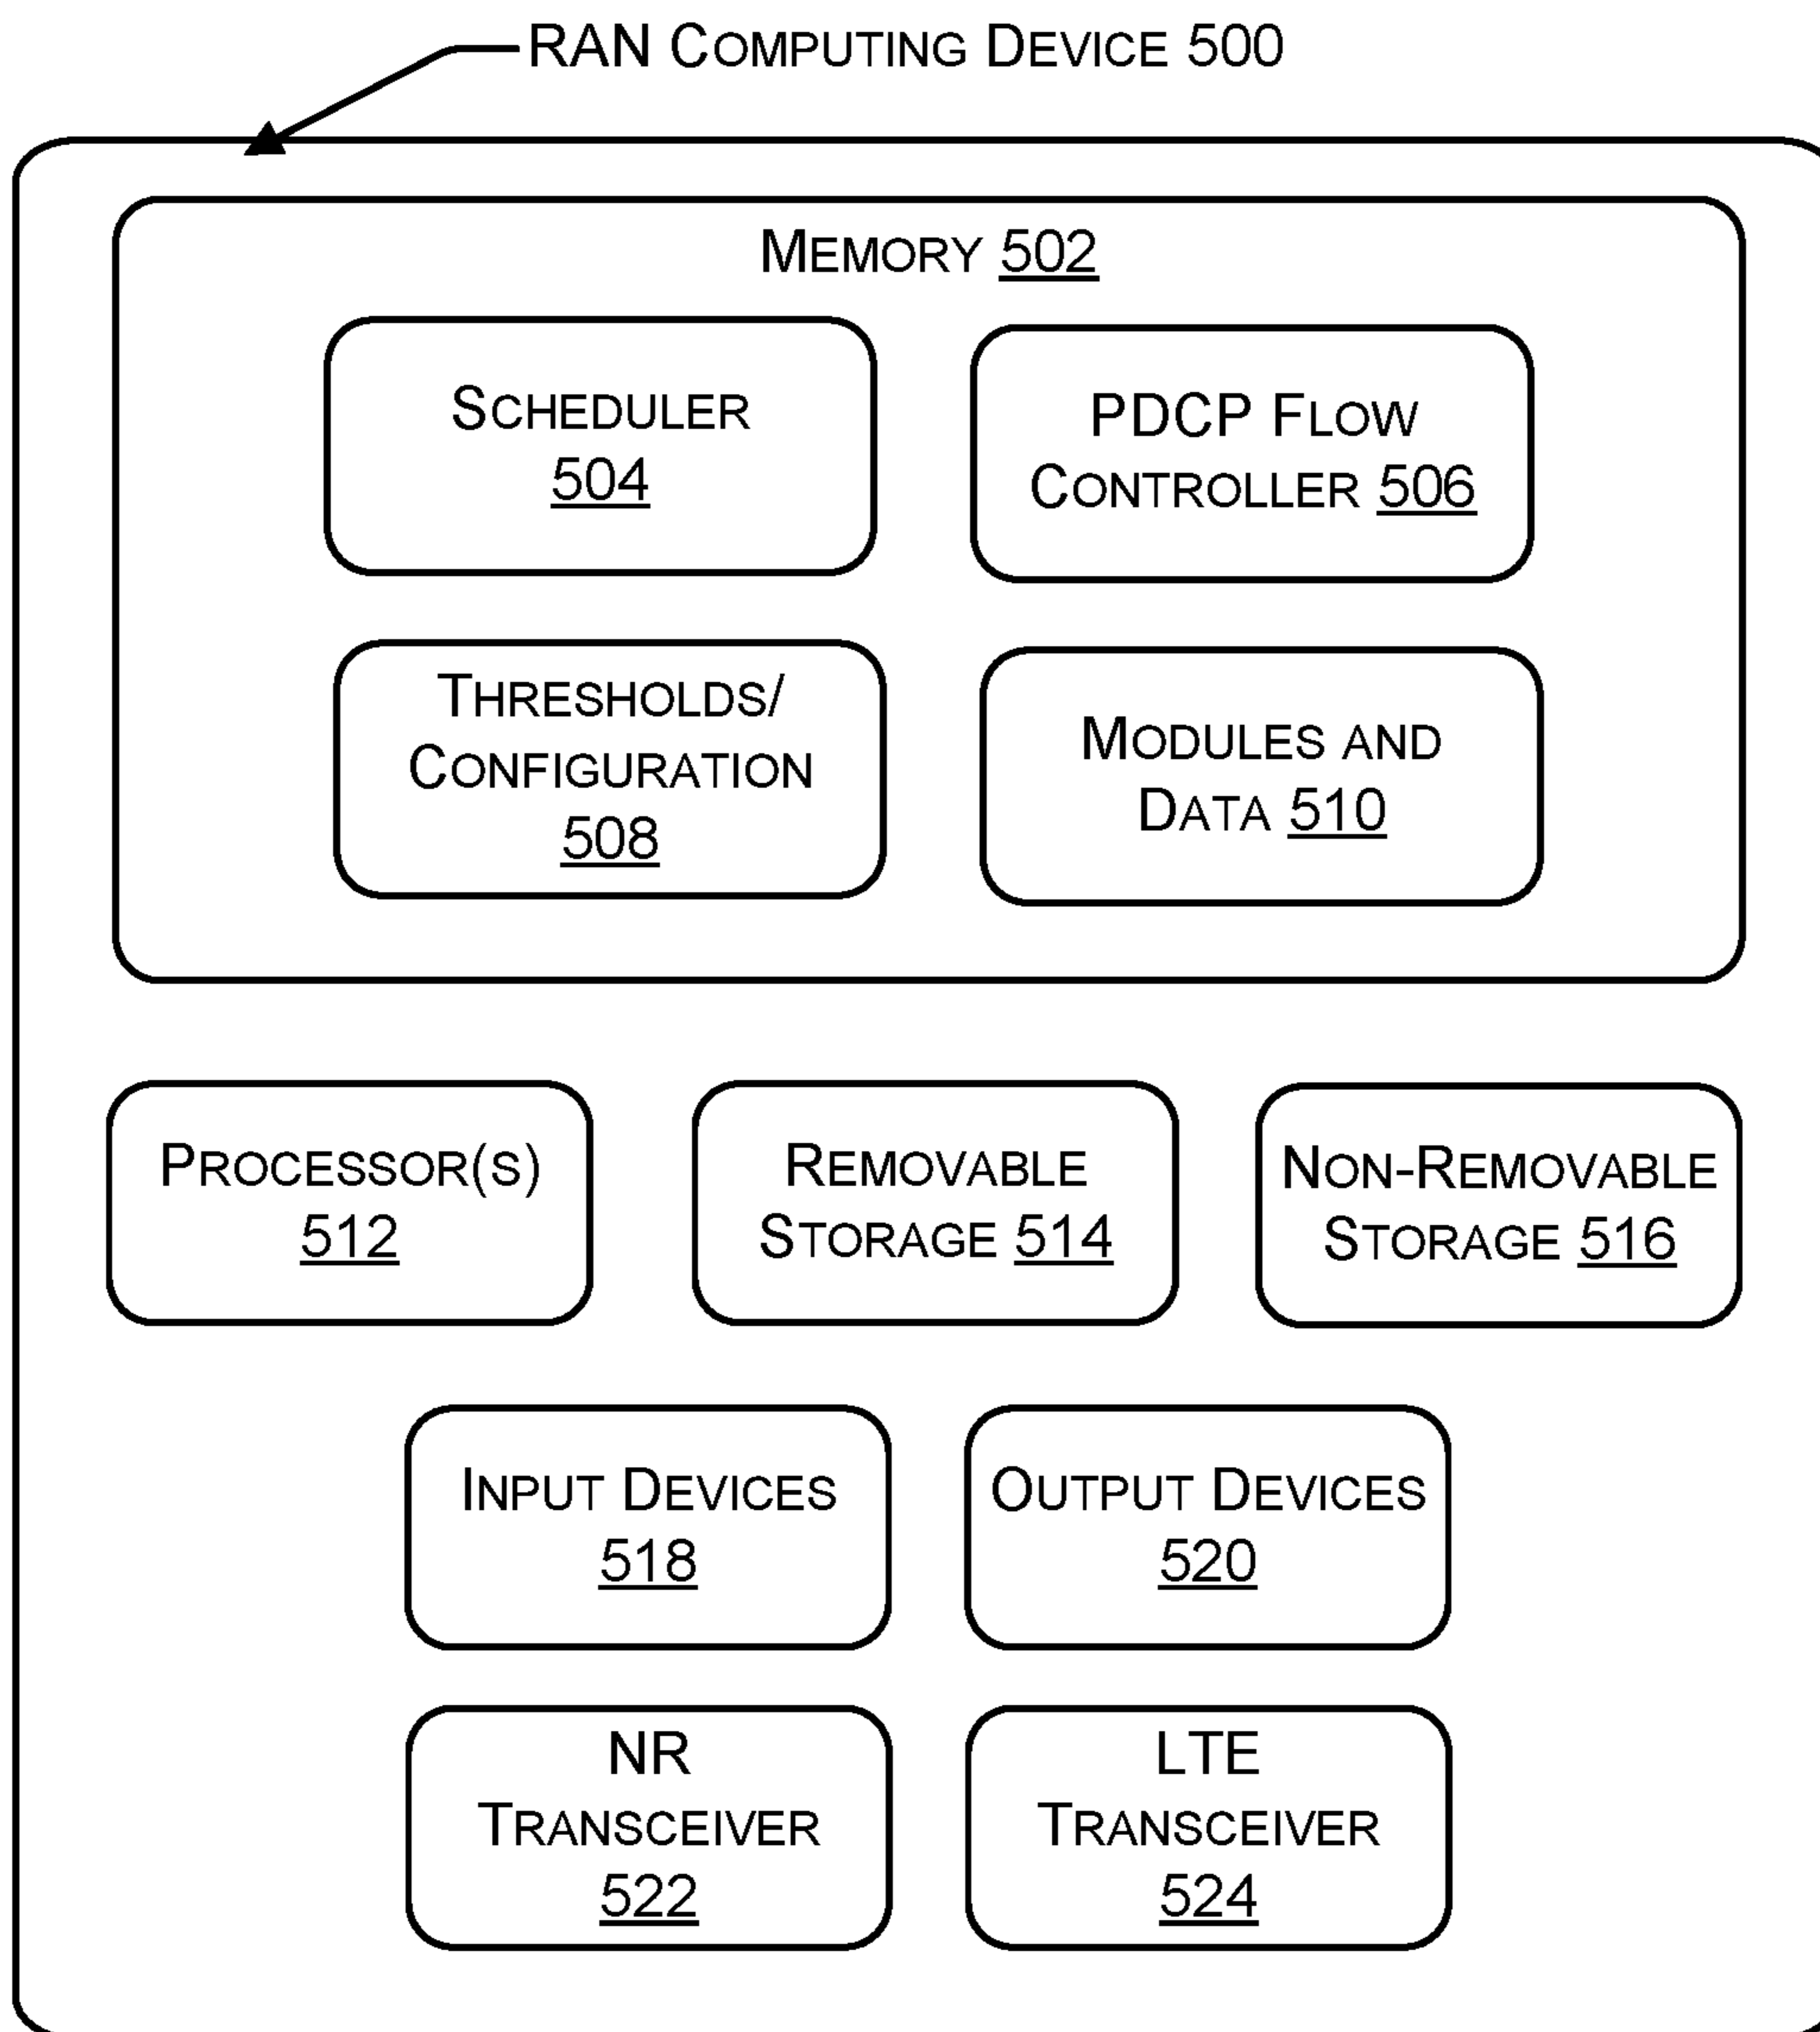 RAN COMPUTING DEVICE 500
MEMORY 502
SCHEDULER
504
PDCP FLOW
CONTROLLER 506
THRESHOLDS/
CONFIGURATION
508
MODULES AND
DATA 510
PROCESSOR(S)
512
REMOVABLE
STORAGE 514
NON-REMOVABLE
STORAGE 516
INPUT DEVICES
518
OUTPUT DEVICES
520
NR
TRANSCEIVER
522
LTE
TRANSCEIVER
524